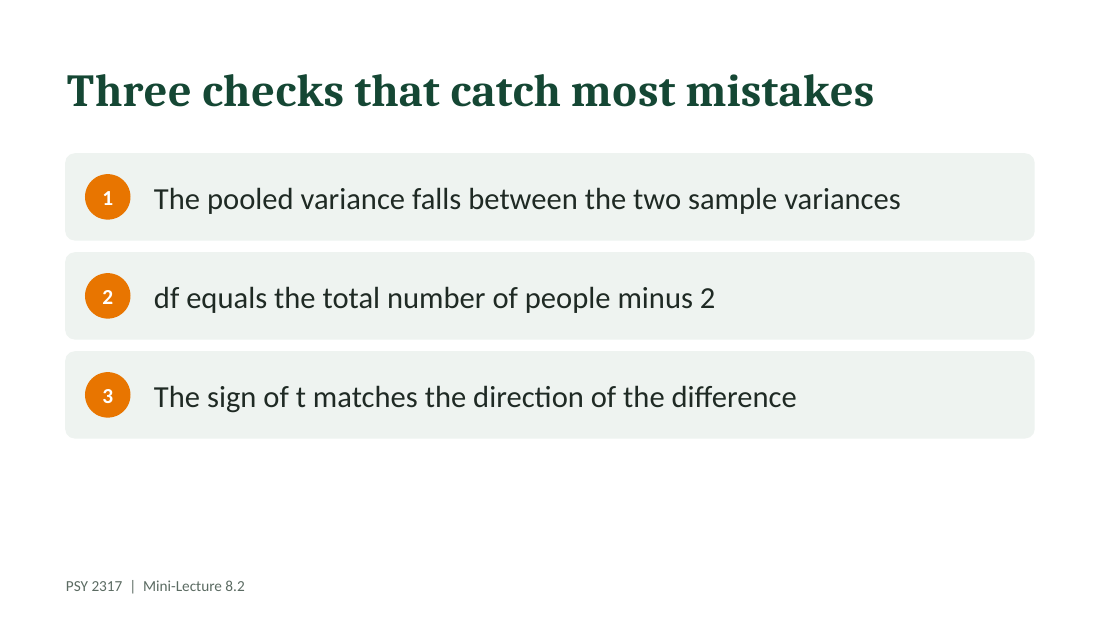 Three checks that catch most mistakes
1 The pooled variance falls between the two sample variances
2 df equals the total number of people minus 2
3 The sign of t matches the direction of the difference
PSY 2317 | Mini-Lecture 8.2